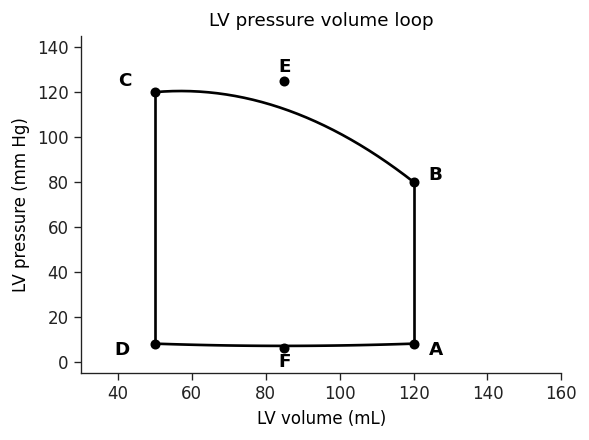 LV pressure volume loop
140
120
100
80
60
40
20
0
LV pressure (mm Hg)
C
E
B
D
F
A
40
60
80
100
120
140
160
LV volume (mL)